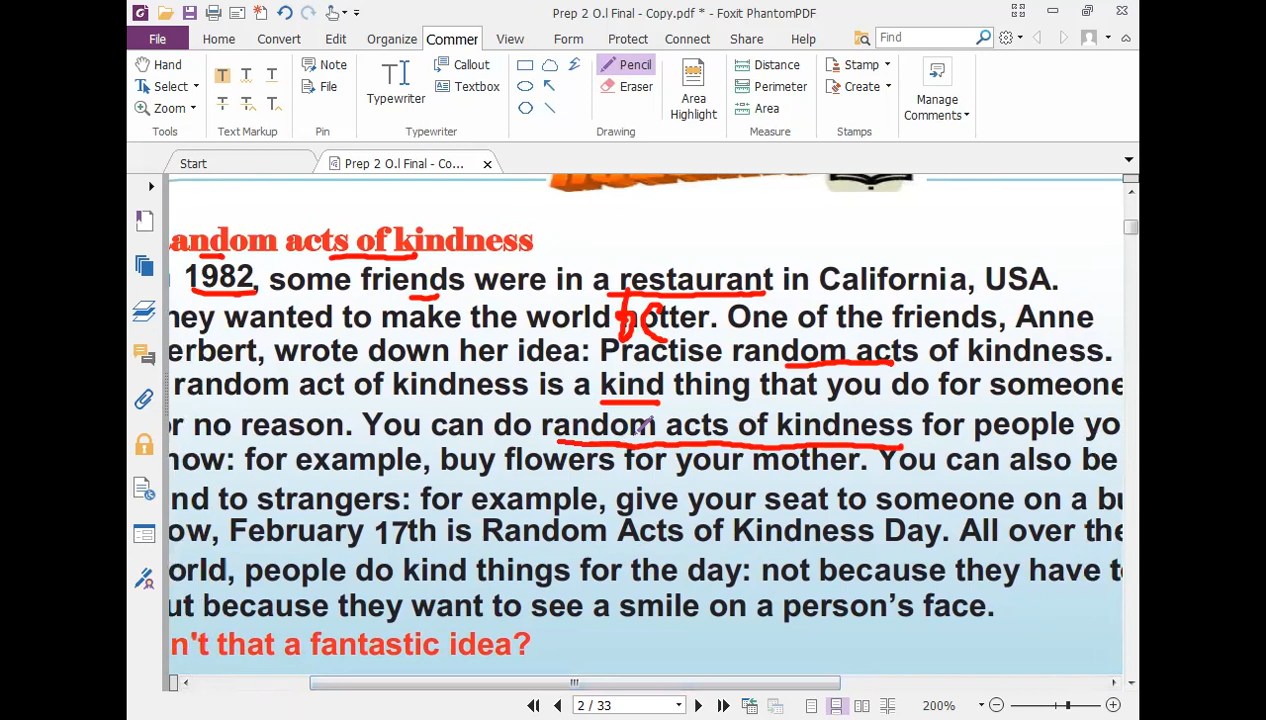 Prep 2 O.l Final - Copy.pdf * - Foxit PhantomPDF
File Home Convert Edit Organize Commer View Form Protect Connect Share Help Find
Hand
Select
Zoom
Tools
Text Markup
Note
File
Pin
Typewriter
Callout
Textbox
Typewriter
Pencil
Eraser
Area
Highlight
Drawing
Distance
Perimeter
Area
Measure
Stamp
Create
Stamps
Manage
Comments
Start Prep 2 O.l Final - Co...
andom acts of kindness
1982, some friends were in a restaurant in California, USA.
hey wanted to make the world otter. One of the friends, Anne
erbert, wrote down her idea: Practise random acts of kindness.
random act of kindness is a kind thing that you do for someone
or no reason. You can do random acts of kindness for people yo
now: for example, buy flowers for your mother. You can also be
nd to strangers: for example, give your seat to someone on a bu
ow, February 17th is Random Acts of Kindness Day. All over the
orld, people do kind things for the day: not because they have t
ut because they want to see a smile on a person's face.
n't that a fantastic idea?
2 / 33
200%